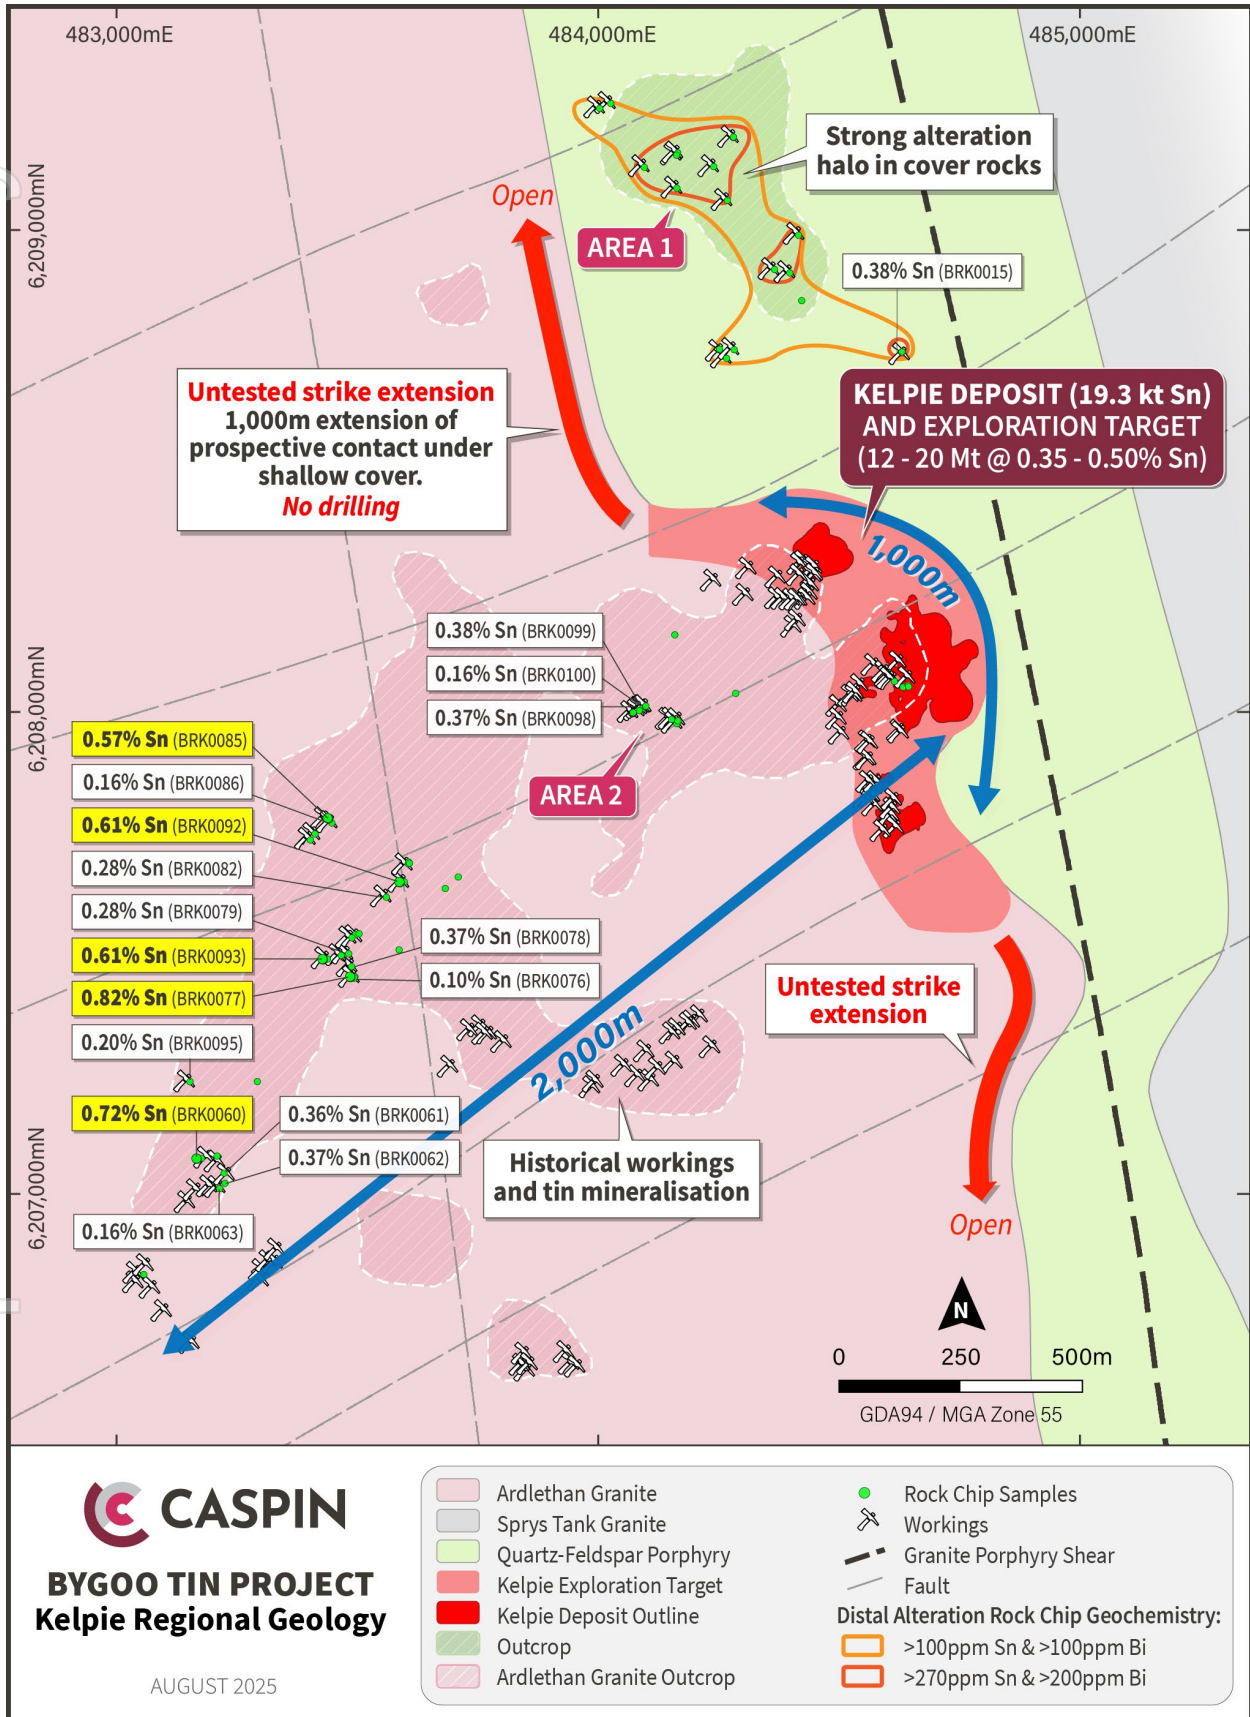 483,000mE
484,000mE
485,000mE
6,209,000mN
6,208,000mN
6,207,000mN
Strong alteration
halo in cover rocks
Open
AREA 1
0.38% Sn (BRK0015)
Untested strike extension
1,000m extension of
prospective contact under
shallow cover.
No drilling
KELPIE DEPOSIT (19.3 kt Sn)
AND EXPLORATION TARGET
(12 - 20 Mt @ 0.35 - 0.50% Sn)
1,000m
0.38% Sn (BRK0099)
0.16% Sn (BRK0100)
0.37% Sn (BRK0098)
AREA 2
0.57% Sn (BRK0085)
0.16% Sn (BRK0086)
0.61% Sn (BRK0092)
0.28% Sn (BRK0082)
0.28% Sn (BRK0079)
0.61% Sn (BRK0093)
0.82% Sn (BRK0077)
0.20% Sn (BRK0095)
0.72% Sn (BRK0060)
0.37% Sn (BRK0078)
0.10% Sn (BRK0076)
0.36% Sn (BRK0061)
0.37% Sn (BRK0062)
0.16% Sn (BRK0063)
2,000m
Untested strike
extension
Historical workings
and tin mineralisation
Open
N
0 250 500m
GDA94 / MGA Zone 55
CASPIN
BYGOO TIN PROJECT
Kelpie Regional Geology
AUGUST 2025
Ardlethan Granite
Sprys Tank Granite
Quartz-Feldspar Porphyry
Kelpie Exploration Target
Kelpie Deposit Outline
Outcrop
Ardlethan Granite Outcrop
Rock Chip Samples
Workings
Granite Porphyry Shear
Fault
Distal Alteration Rock Chip Geochemistry:
>100ppm Sn & >100ppm Bi
>270ppm Sn & >200ppm Bi